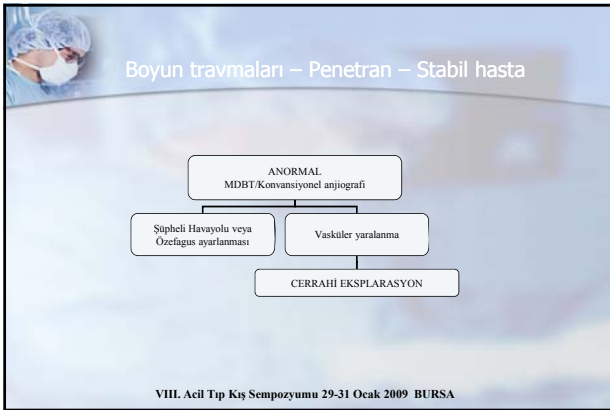 Boyun travmaları – Penetran – Stabil hasta
ANORMAL
MDBT/Konvansiyonel anjiografi
Şüpheli Havayolu veya
Özefagus ayarlanması
Vasküler yaralanma
CERRAHİ EKSPLARASYON
VIII. Acil Tıp Kış Sempozyumu 29-31 Ocak 2009 BURSA